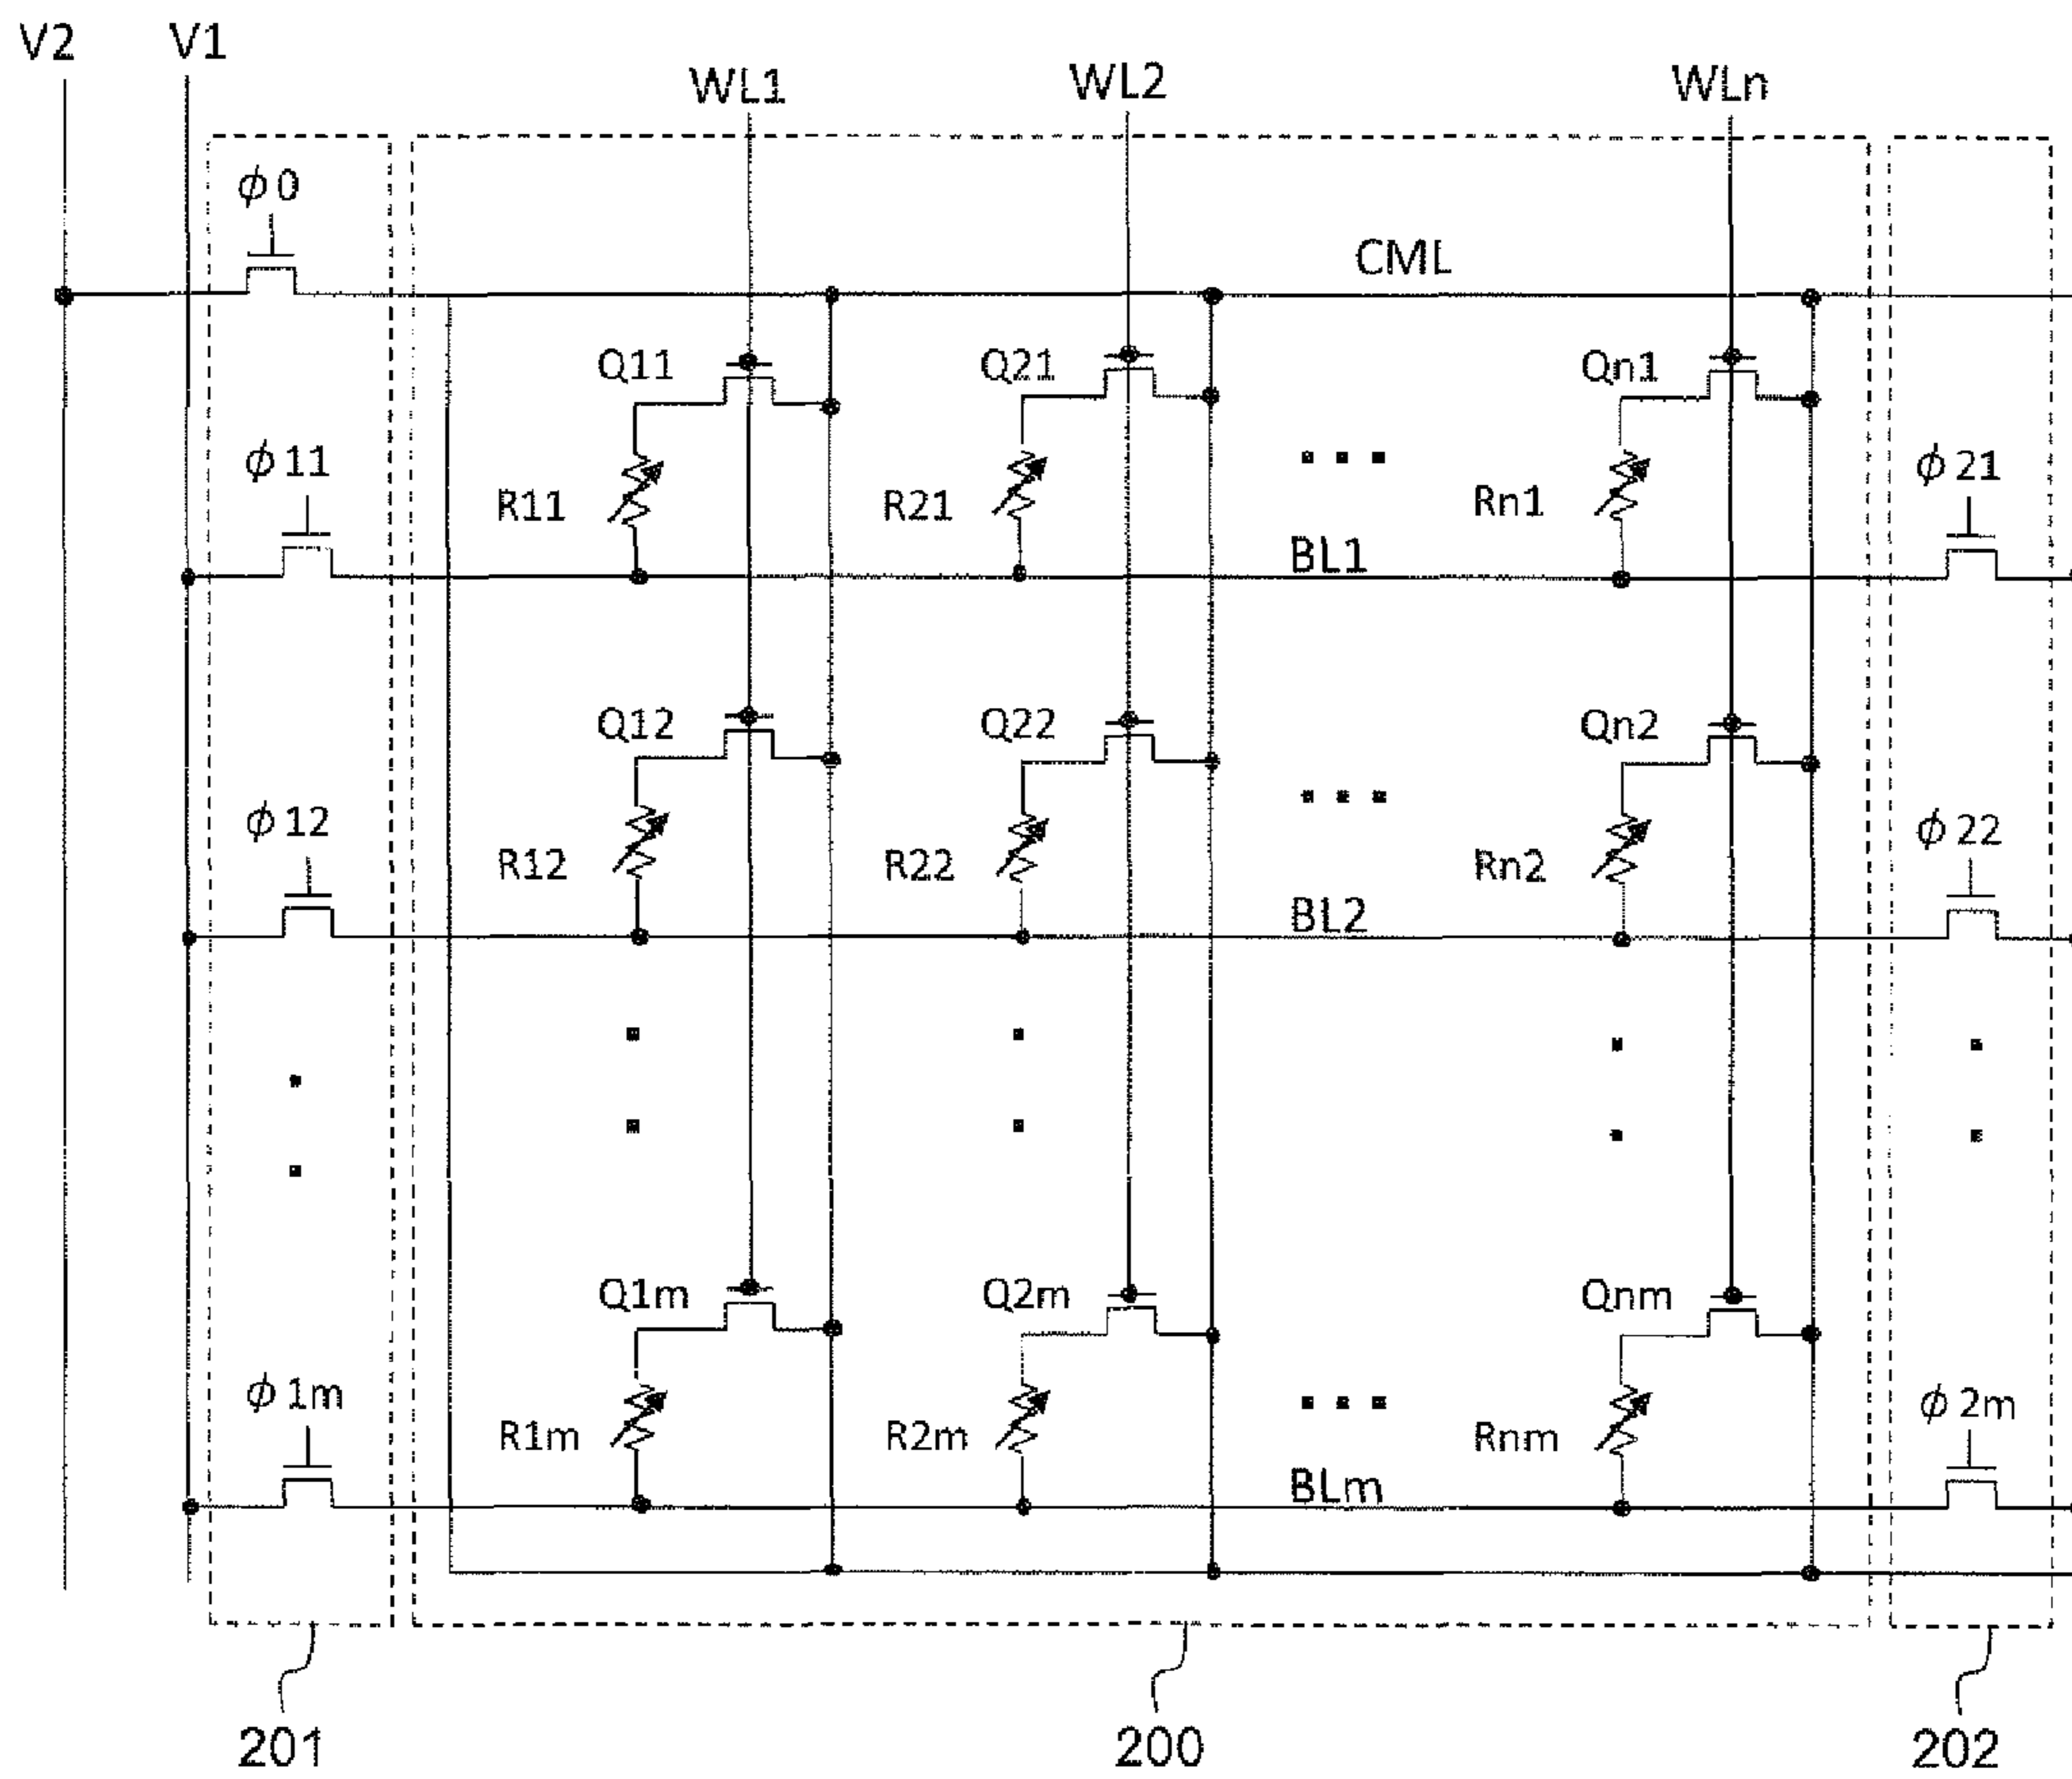 V2 V1
WL1 WL2 WLn
ϕ0
CML
Q11 Q21 Qn1
ϕ11 ϕ21
R11 R21 Rn1
BL1
Q12 Q22 Qn2
ϕ12 ϕ22
R12 R22 Rn2
BL2
Q1m Q2m Qnm
ϕ1m ϕ2m
R1m R2m Rnm
BLm
201 200 202